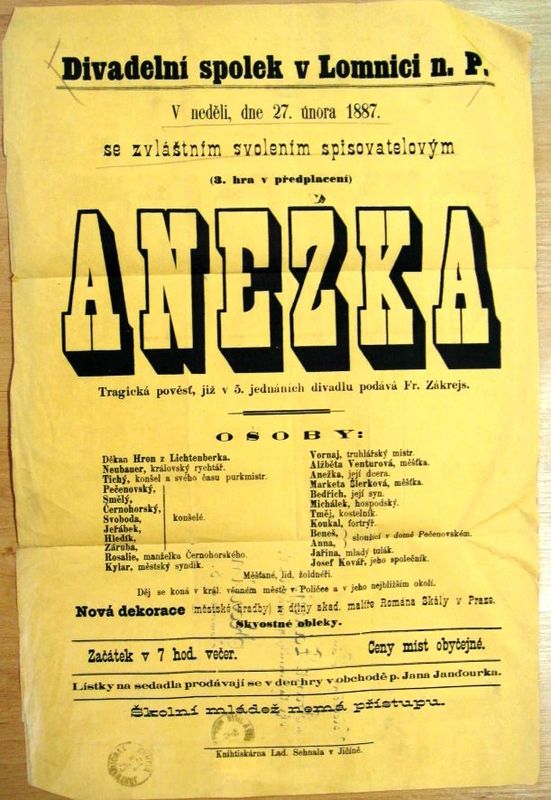 Divadelní spolek v Lomnici n. P.
V neděli, dne 27. února 1887.
se zvláštním svolením spisovatelovým
(3. hra v předplacení)
ANEŽKA
Tragická pověsť, již v 5. jednáních divadlu podává Fr. Zákrejs.
OSOBY:
Děkan Hron z Lichtenberka.
Neubauer, královský rychtář.
Tichý, konšel a svého času purkmistr.
Pečenovský,
Smělý,
Černohorský,
Svoboda,
Jeřábek,
Hledík,
Záruba,
konšelé.
Rosalie, manželka Černohorského.
Kylar, městský syndik.
Vornaj, truhlářský mistr.
Alžběta Venturová, měšťka.
Anežka, její dcera.
Marketa Šlerková, měšťka.
Bedřich, její syn.
Michálek, hospodský.
Tměj, kostelník.
Koukal, fortrýř.
Beneš,
Anna,
sloužící v domě Pečenovském.
Jařina, mladý tulák.
Josef Kovář, jeho společník.
Měšťané, lid, žoldnéři.
Děj se koná v král. věnném městě v Poličce a v jeho nejbližším okolí.
Nová dekorace (městské hradby) z dílny akad. malíře Romána Skály v Praze.
Skvostné obleky.
Začátek v 7 hod. večer. Ceny míst obyčejné.
Lístky na sedadla prodávají se v den hry v obchodě p. Jana Janďourka.
Školní mládež nemá přístupu.
Knihtiskárna Lad. Sehnala v Jičíně.